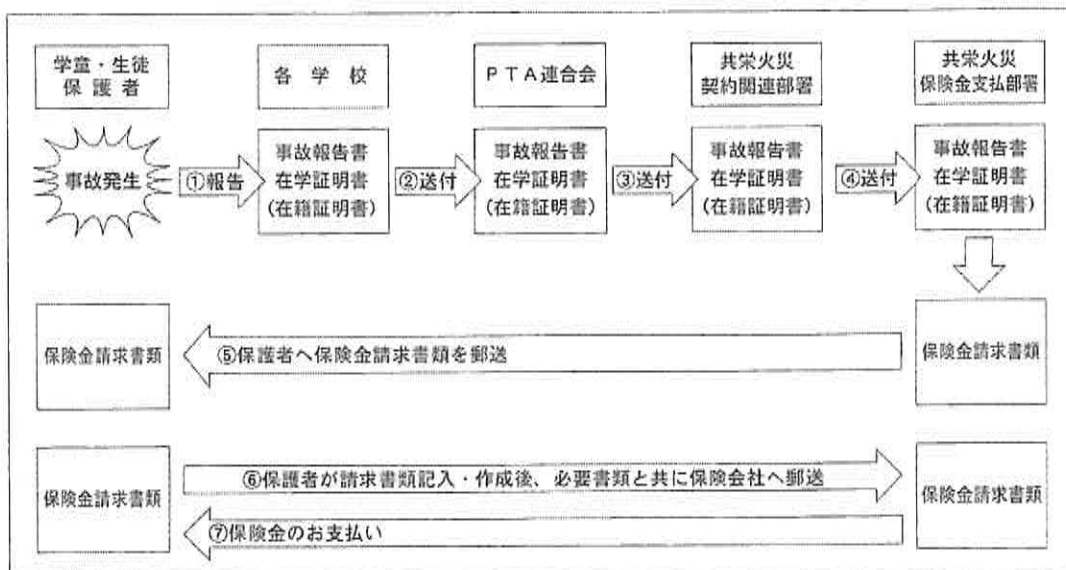 学童・生徒
保護者
各学校
PTA連合会
共栄火災
契約関連部署
共栄火災
保険金支払部署
事故発生
①報告
事故報告書
在学証明書
(在籍証明書)
②送付
事故報告書
在学証明書
(在籍証明書)
③送付
事故報告書
在学証明書
(在籍証明書)
④送付
事故報告書
在学証明書
(在籍証明書)
保険金請求書類
⑤保護者へ保険金請求書類を郵送
保険金請求書類
保険金請求書類
⑥保護者が請求書類記入・作成後、必要書類と共に保険会社へ郵送
⑦保険金のお支払い
保険金請求書類